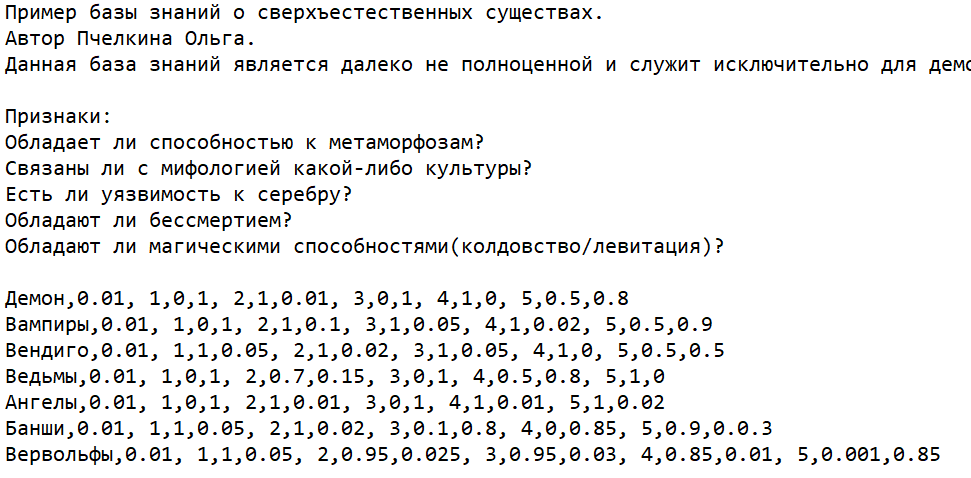 Пример базы знаний о сверхъестественных существах.
Автор Пчелкина Ольга.
Данная база знаний является далеко не полноценной и служит исключительно для демо
Признаки:
Обладает ли способностью к метаморфозам?
Связаны ли с мифологией какой-либо культуры?
Есть ли уязвимость к серебру?
Обладают ли бессмертием?
Обладают ли магическими способностями(колдовство/левитация)?
Демон,0.01, 1,0,1, 2,1,0.01, 3,0,1, 4,1,0, 5,0.5,0.8
Вампиры,0.01, 1,0,1, 2,1,0.1, 3,1,0.05, 4,1,0.02, 5,0.5,0.9
Вендиго,0.01, 1,1,0.05, 2,1,0.02, 3,1,0.05, 4,1,0, 5,0.5,0.5
Ведьмы,0.01, 1,0,1, 2,0.7,0.15, 3,0,1, 4,0.5,0.8, 5,1,0
Ангелы,0.01, 1,0,1, 2,1,0.01, 3,0,1, 4,1,0.01, 5,1,0.02
Банши,0.01, 1,1,0.05, 2,1,0.02, 3,0.1,0.8, 4,0,0.85, 5,0.9,0.0.3
Вервольфы,0.01, 1,1,0.05, 2,0.95,0.025, 3,0.95,0.03, 4,0.85,0.01, 5,0.001,0.85